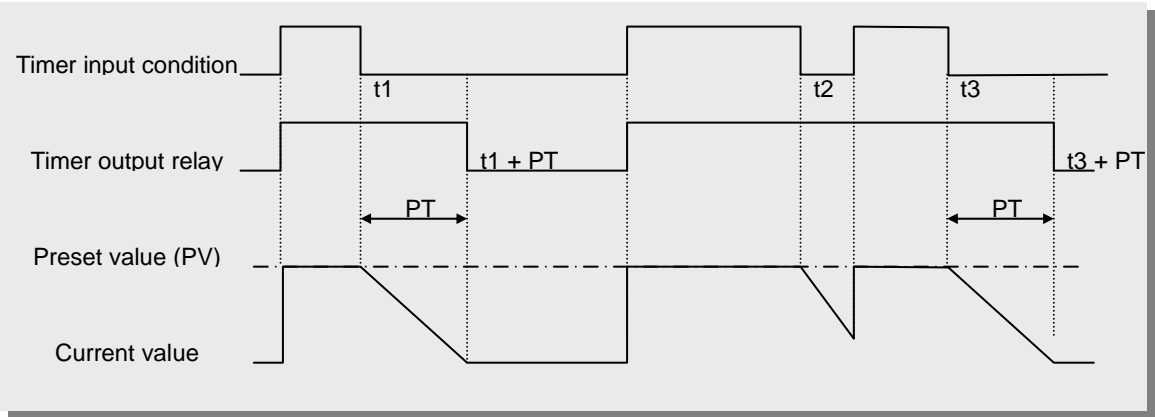 Timer input condition
t1
t2
t3
Timer output relay
t1 + PT
t3 + PT
PT
PT
Preset value (PV)
Current value